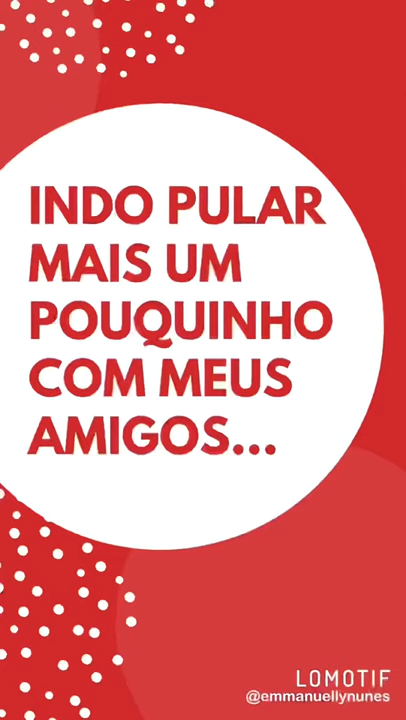 INDO PULAR
MAIS UM
POUQUINHO
COM MEUS
AMIGOS...
LOMOTIF
@emmanuellynunes